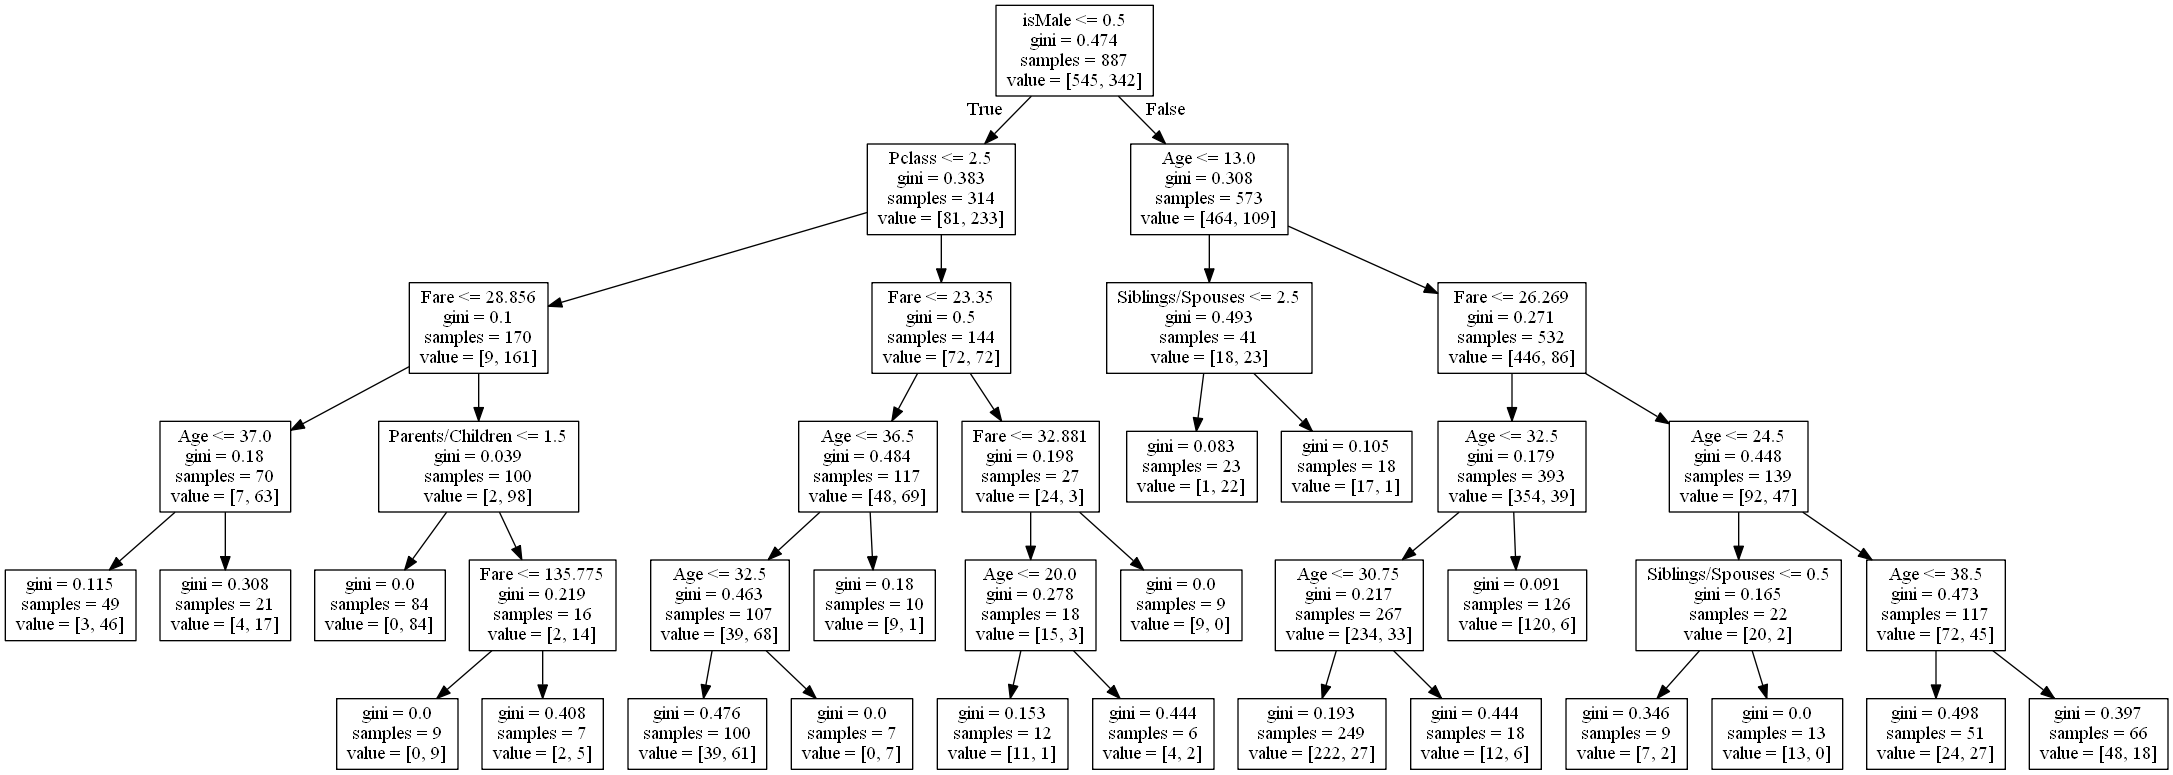 isMale <= 0.5
gini = 0.474
samples = 887
value = [545, 342]
True
False
Pclass <= 2.5
gini = 0.383
samples = 314
value = [81, 233]
Age <= 13.0
gini = 0.308
samples = 573
value = [464, 109]
Fare <= 28.856
gini = 0.1
samples = 170
value = [9, 161]
Fare <= 23.35
gini = 0.5
samples = 144
value = [72, 72]
Siblings/Spouses <= 2.5
gini = 0.493
samples = 41
value = [18, 23]
Fare <= 26.269
gini = 0.271
samples = 532
value = [446, 86]
Age <= 37.0
gini = 0.18
samples = 70
value = [7, 63]
Parents/Children <= 1.5
gini = 0.039
samples = 100
value = [2, 98]
Age <= 36.5
gini = 0.484
samples = 117
value = [48, 69]
Fare <= 32.881
gini = 0.198
samples = 27
value = [24, 3]
gini = 0.083
samples = 23
value = [1, 22]
gini = 0.105
samples = 18
value = [17, 1]
Age <= 32.5
gini = 0.179
samples = 393
value = [354, 39]
Age <= 24.5
gini = 0.448
samples = 139
value = [92, 47]
gini = 0.115
samples = 49
value = [3, 46]
gini = 0.308
samples = 21
value = [4, 17]
gini = 0.0
samples = 84
value = [0, 84]
Fare <= 135.775
gini = 0.219
samples = 16
value = [2, 14]
Age <= 32.5
gini = 0.463
samples = 107
value = [39, 68]
gini = 0.18
samples = 10
value = [9, 1]
Age <= 20.0
gini = 0.278
samples = 18
value = [15, 3]
gini = 0.0
samples = 9
value = [9, 0]
Age <= 30.75
gini = 0.217
samples = 267
value = [234, 33]
gini = 0.091
samples = 126
value = [120, 6]
Siblings/Spouses <= 0.5
gini = 0.165
samples = 22
value = [20, 2]
Age <= 38.5
gini = 0.473
samples = 117
value = [72, 45]
gini = 0.0
samples = 9
value = [0, 9]
gini = 0.408
samples = 7
value = [2, 5]
gini = 0.476
samples = 100
value = [39, 61]
gini = 0.0
samples = 7
value = [0, 7]
gini = 0.153
samples = 12
value = [11, 1]
gini = 0.444
samples = 6
value = [4, 2]
gini = 0.193
samples = 249
value = [222, 27]
gini = 0.444
samples = 18
value = [12, 6]
gini = 0.346
samples = 9
value = [7, 2]
gini = 0.0
samples = 13
value = [13, 0]
gini = 0.498
samples = 51
value = [24, 27]
gini = 0.397
samples = 66
value = [48, 18]